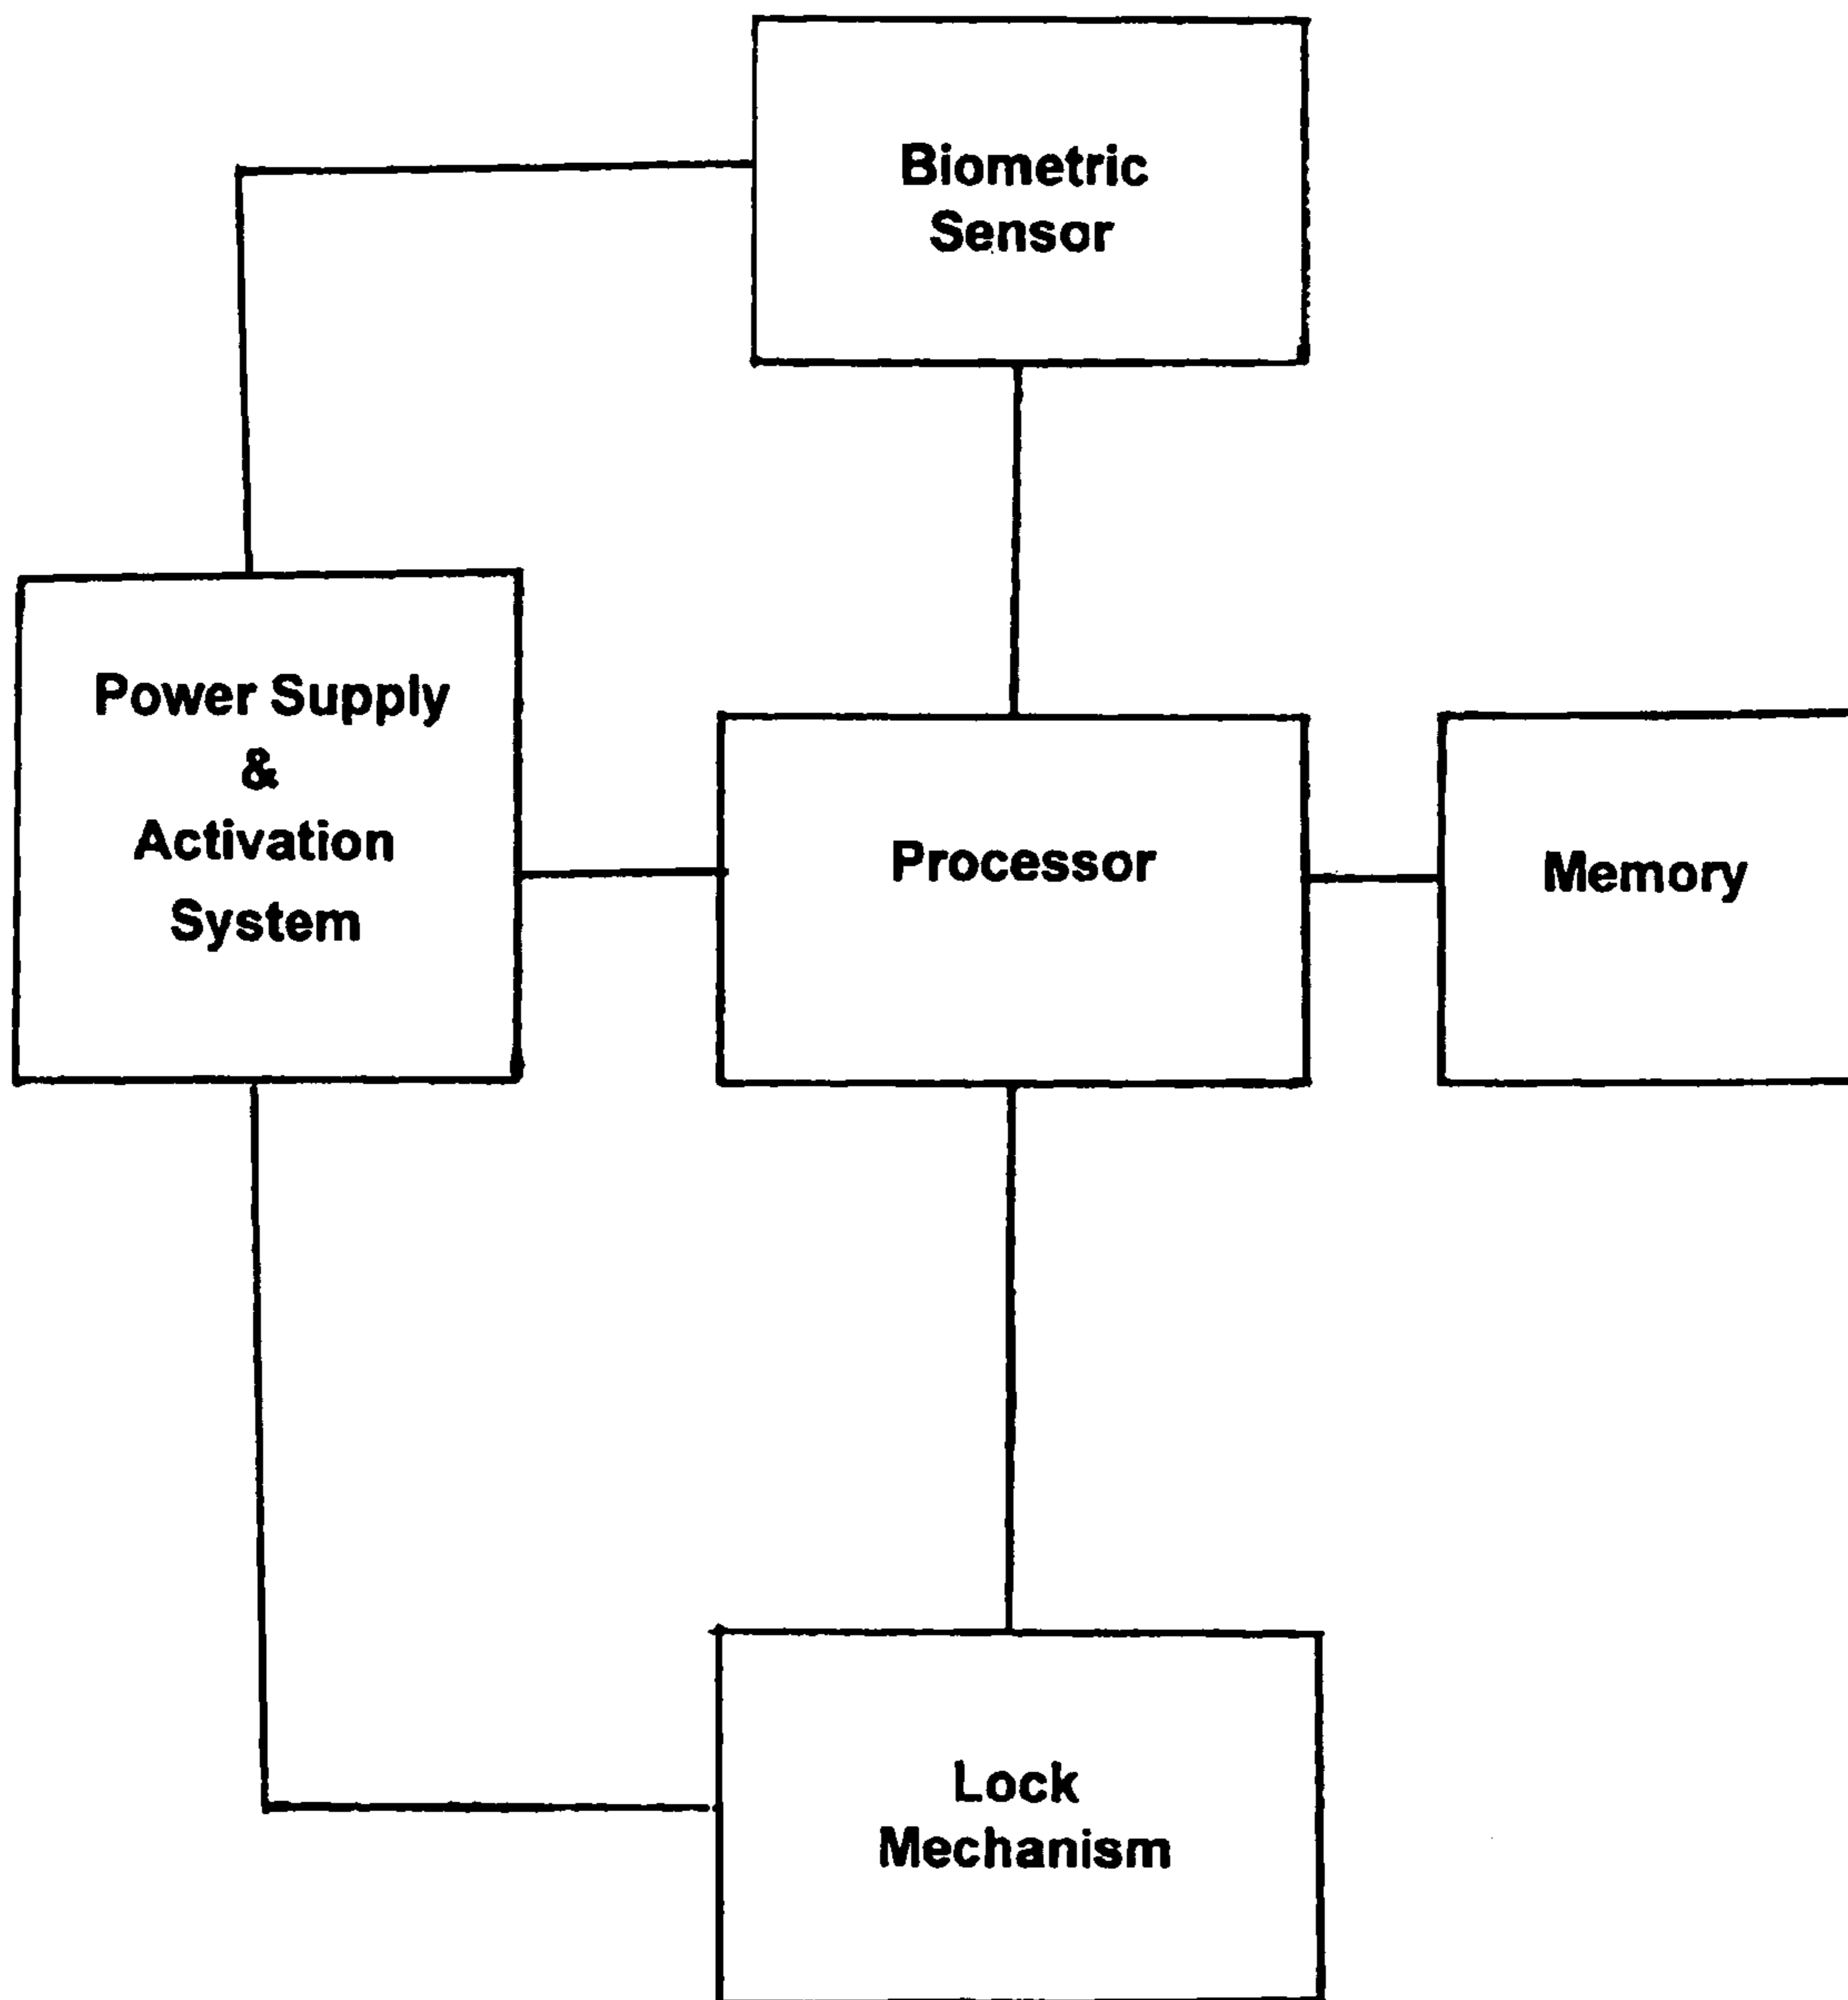 Biometric
Sensor
Power Supply
&
Activation
System
Processor
Memory
Lock
Mechanism